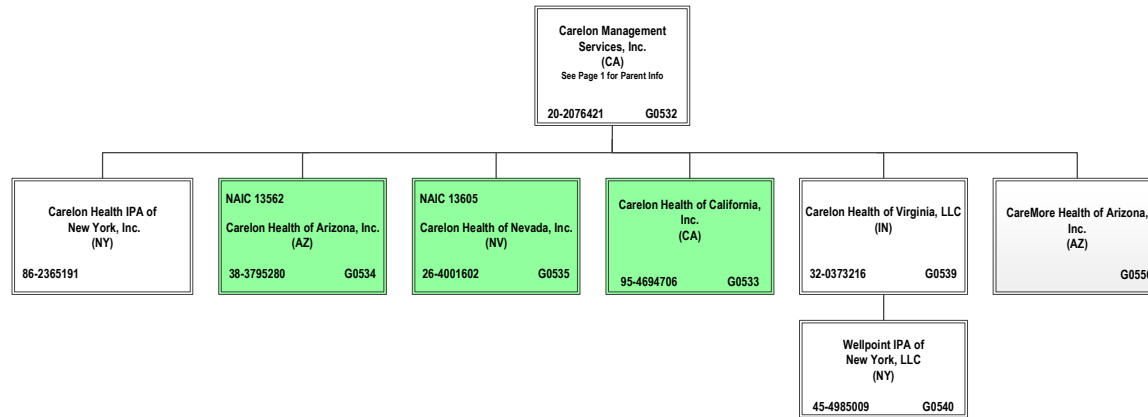 Carelon Management
Services, Inc.
(CA)
See Page 1 for Parent Info
20-2076421 G0532
Carelon Health IPA of
New York, Inc.
(NY)
86-2365191
NAIC 13562
Carelon Health of Arizona, Inc.
(AZ)
38-3795280 G0534
NAIC 13605
Carelon Health of Nevada, Inc.
(NV)
26-4001602 G0535
Carelon Health of California,
Inc.
(CA)
95-4694706 G0533
Carelon Health of Virginia, LLC
(IN)
32-0373216 G0539
CareMore Health of Arizona,
Inc.
(AZ)
Wellpoint IPA of
New York, LLC
(NY)
45-4985009 G0540